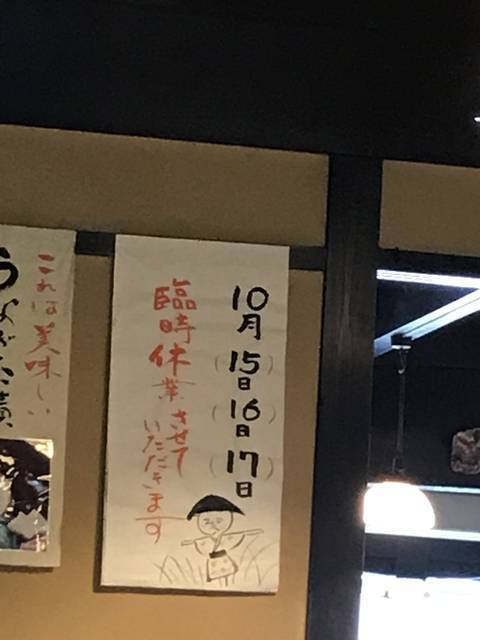 10月
15日
16日
17日
臨時休業させて
いただきます
これは美味しい